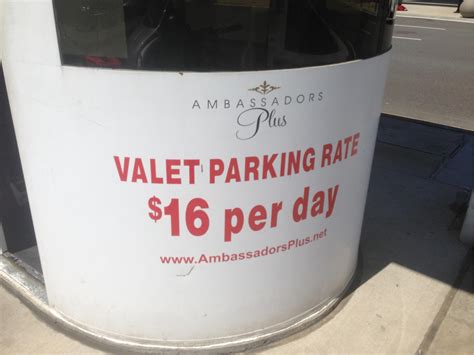 AMBASSADORS
Plus
VALET PARKING RATE
$16 per day
www.AmbassadorsPlus.net